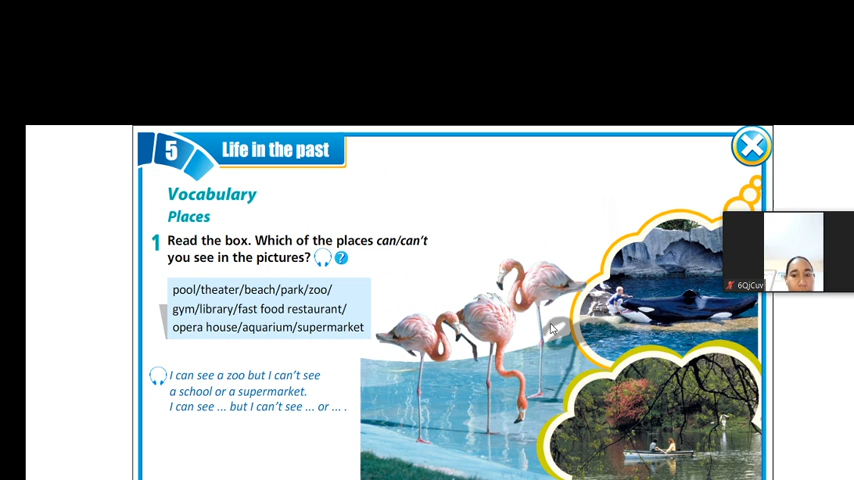 5 Life in the past
Vocabulary
Places
1 Read the box. Which of the places can/can't
you see in the pictures? ?
pool/theater/beach/park/zoo/
gym/library/fast food restaurant/
opera house/aquarium/supermarket
I can see a zoo but I can't see
a school or a supermarket.
I can see ... but I can't see ... or ... .
6QjCuv